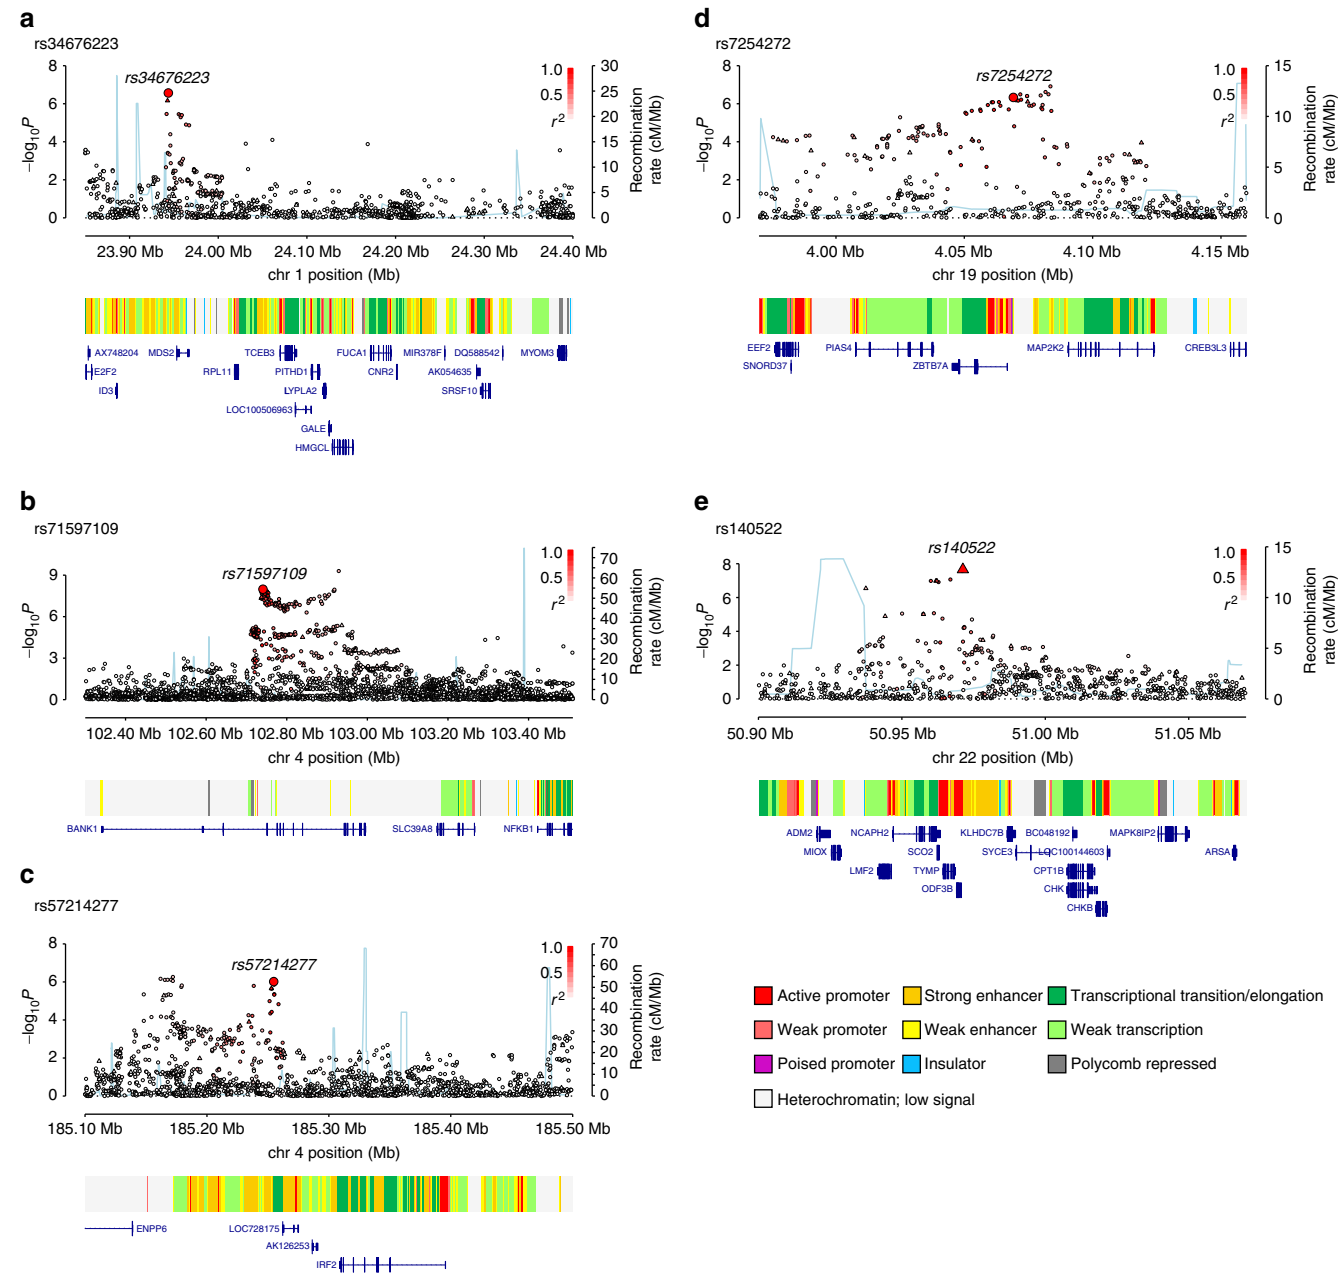 a
rs34676223
rs34676223
8
6
4
2
0
−log10P
1.0
0.5
r2
30
25
20
15
10
5
0
Recombination
rate (cM/Mb)
23.90 Mb 24.00 Mb 24.10 Mb 24.20 Mb 24.30 Mb 24.40 Mb
chr 1 position (Mb)
AX748204 MDS2 TCEB3 FUCA1 MIR378F DQ588542 MYOM3
E2F2 RPL11 PITHD1 CNR2 AK054635
ID3 LYPLA2 SRSF10
LOC100506963
GALE
HMGCL
b
rs71597109
rs71597109
9
6
3
0
−log10P
1.0
0.5
r2
70
60
50
40
30
20
10
0
Recombination
rate (cM/Mb)
102.40 Mb 102.60 Mb 102.80 Mb 103.00 Mb 103.20 Mb 103.40 Mb
chr 4 position (Mb)
BANK1 SLC39A8 NFKB1
c
rs57214277
rs57214277
8
6
4
2
0
−log10P
1.0
0.5
r2
70
60
50
40
30
20
10
0
Recombination
rate (cM/Mb)
185.10 Mb 185.20 Mb 185.30 Mb 185.40 Mb 185.50 Mb
chr 4 position (Mb)
ENPP6 LOC728175
AK126253
IRF2
d
rs7254272
rs7254272
8
6
4
2
0
−log10P
1.0
0.5
r2
15
10
5
0
Recombination
rate (cM/Mb)
4.00 Mb 4.05 Mb 4.10 Mb 4.15 Mb
chr 19 position (Mb)
EEF2 PIAS4 MAP2K2 CREB3L3
SNORD37 ZBTB7A
e
rs140522
rs140522
8
6
4
2
0
−log10P
1.0
0.5
r2
15
10
5
0
Recombination
rate (cM/Mb)
50.90 Mb 50.95 Mb 51.00 Mb 51.05 Mb
chr 22 position (Mb)
ADM2 NCAPH2 KLHDC7B BC048192 MAPK8IP2
MIOX SCO2 SYCE3 LOC100144603 ARSA
LMF2 TYMP CPT1B
ODF3B CHK
CHKB
Active promoter Strong enhancer Transcriptional transition/elongation
Weak promoter Weak enhancer Weak transcription
Poised promoter Insulator Polycomb repressed
Heterochromatin; low signal